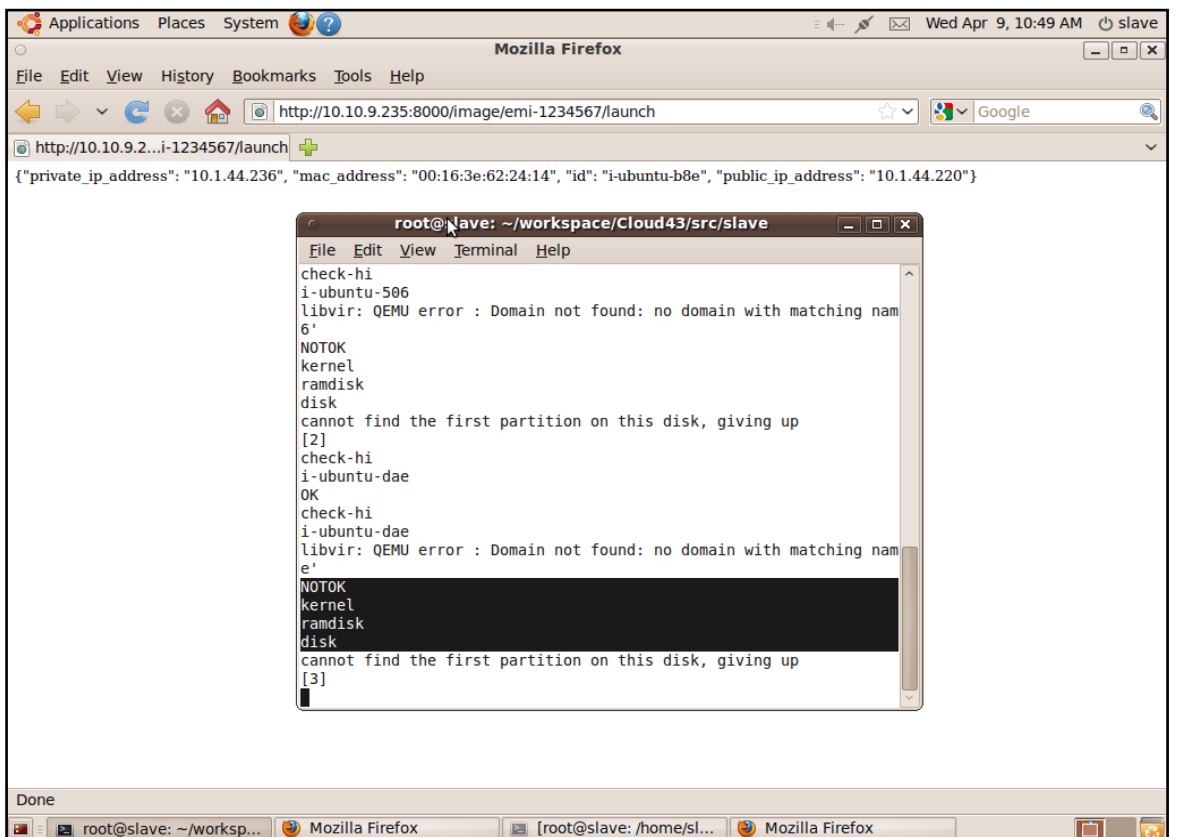 Applications Places System Wed Apr 9, 10:49 AM slave
Mozilla Firefox
File Edit View History Bookmarks Tools Help
http://10.10.9.235:8000/image/emi-1234567/launch Google
http://10.10.9.2...i-1234567/launch
{"private_ip_address": "10.1.44.236", "mac_address": "00:16:3e:62:24:14", "id": "i-ubuntu-b8e", "public_ip_address": "10.1.44.220"}
root@slave: ~/workspace/Cloud43/src/slave
File Edit View Terminal Help
check-hi
i-ubuntu-506
libvir: QEMU error : Domain not found: no domain with matching nam
6'
NOTOK
kernel
ramdisk
disk
cannot find the first partition on this disk, giving up
[2]
check-hi
i-ubuntu-dae
OK
check-hi
i-ubuntu-dae
libvir: QEMU error : Domain not found: no domain with matching nam
e'
NOTOK
kernel
ramdisk
disk
cannot find the first partition on this disk, giving up
[3]
Done
root@slave: ~/worksp... Mozilla Firefox [root@slave: /home/sl... Mozilla Firefox